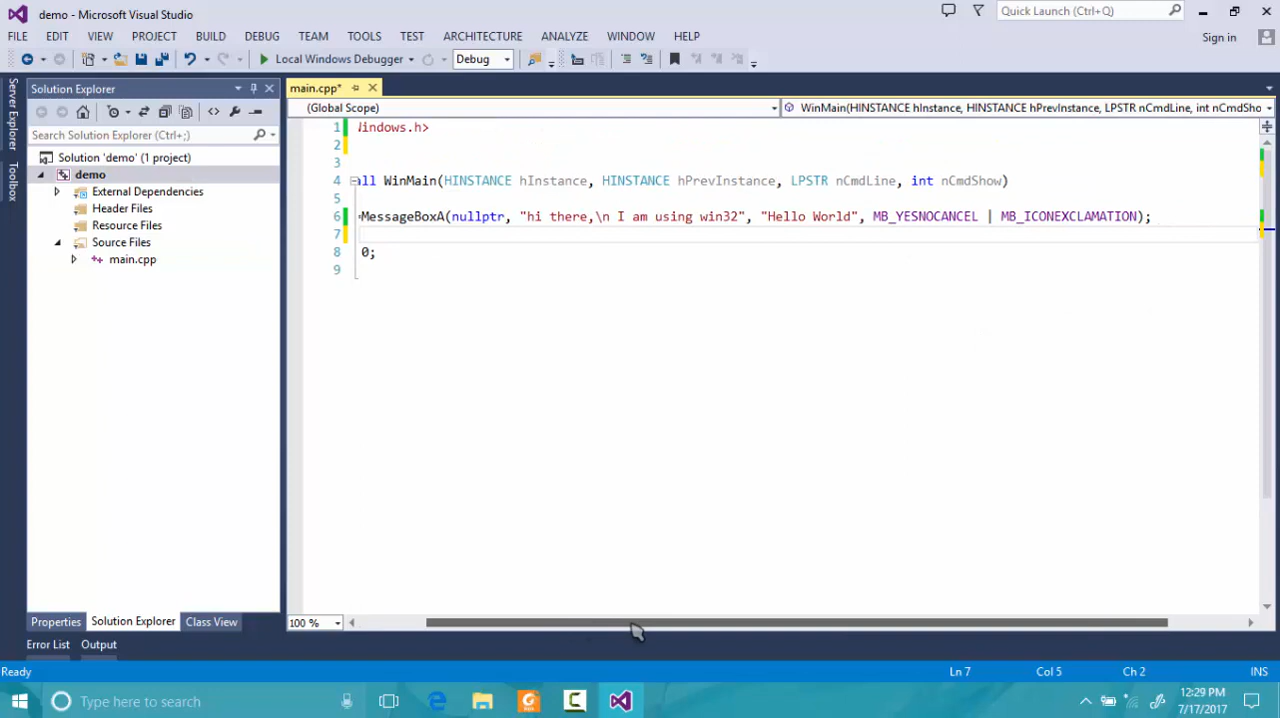 demo - Microsoft Visual Studio
Quick Launch (Ctrl+Q)
FILE EDIT VIEW PROJECT BUILD DEBUG TEAM TOOLS TEST ARCHITECTURE ANALYZE WINDOW HELP
Sign in
Local Windows Debugger Debug
Server Explorer
Toolbox
Solution Explorer
Search Solution Explorer (Ctrl+;)
Solution 'demo' (1 project)
demo
External Dependencies
Header Files
Resource Files
Source Files
main.cpp
Properties Solution Explorer Class View
main.cpp*
(Global Scope) WinMain(HINSTANCE hInstance, HINSTANCE hPrevInstance, LPSTR nCmdLine, int nCmdSho
1 indows.h>
2
3
4 all WinMain(HINSTANCE hInstance, HINSTANCE hPrevInstance, LPSTR nCmdLine, int nCmdShow)
5
6 MessageBoxA(nullptr, "hi there,\n I am using win32", "Hello World", MB_YESNOCANCEL | MB_ICONEXCLAMATION);
7
8 0;
9
100 %
Error List Output
Ready Ln 7 Col 5 Ch 2 INS
Type here to search
12:29 PM
7/17/2017